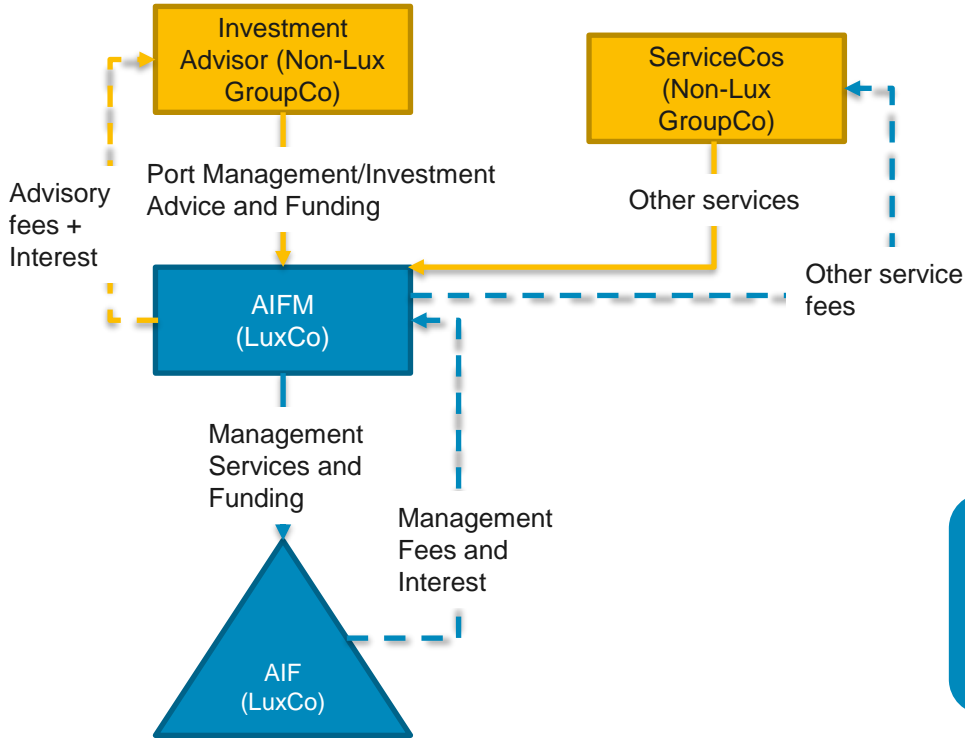 Investment
Advisor (Non-Lux
GroupCo)
ServiceCos
(Non-Lux
GroupCo)
Advisory
fees +
Interest
Port Management/Investment
Advice and Funding
Other services
Other service
fees
AIFM
(LuxCo)
Management
Services and
Funding
Management
Fees and
Interest
AIF
(LuxCo)